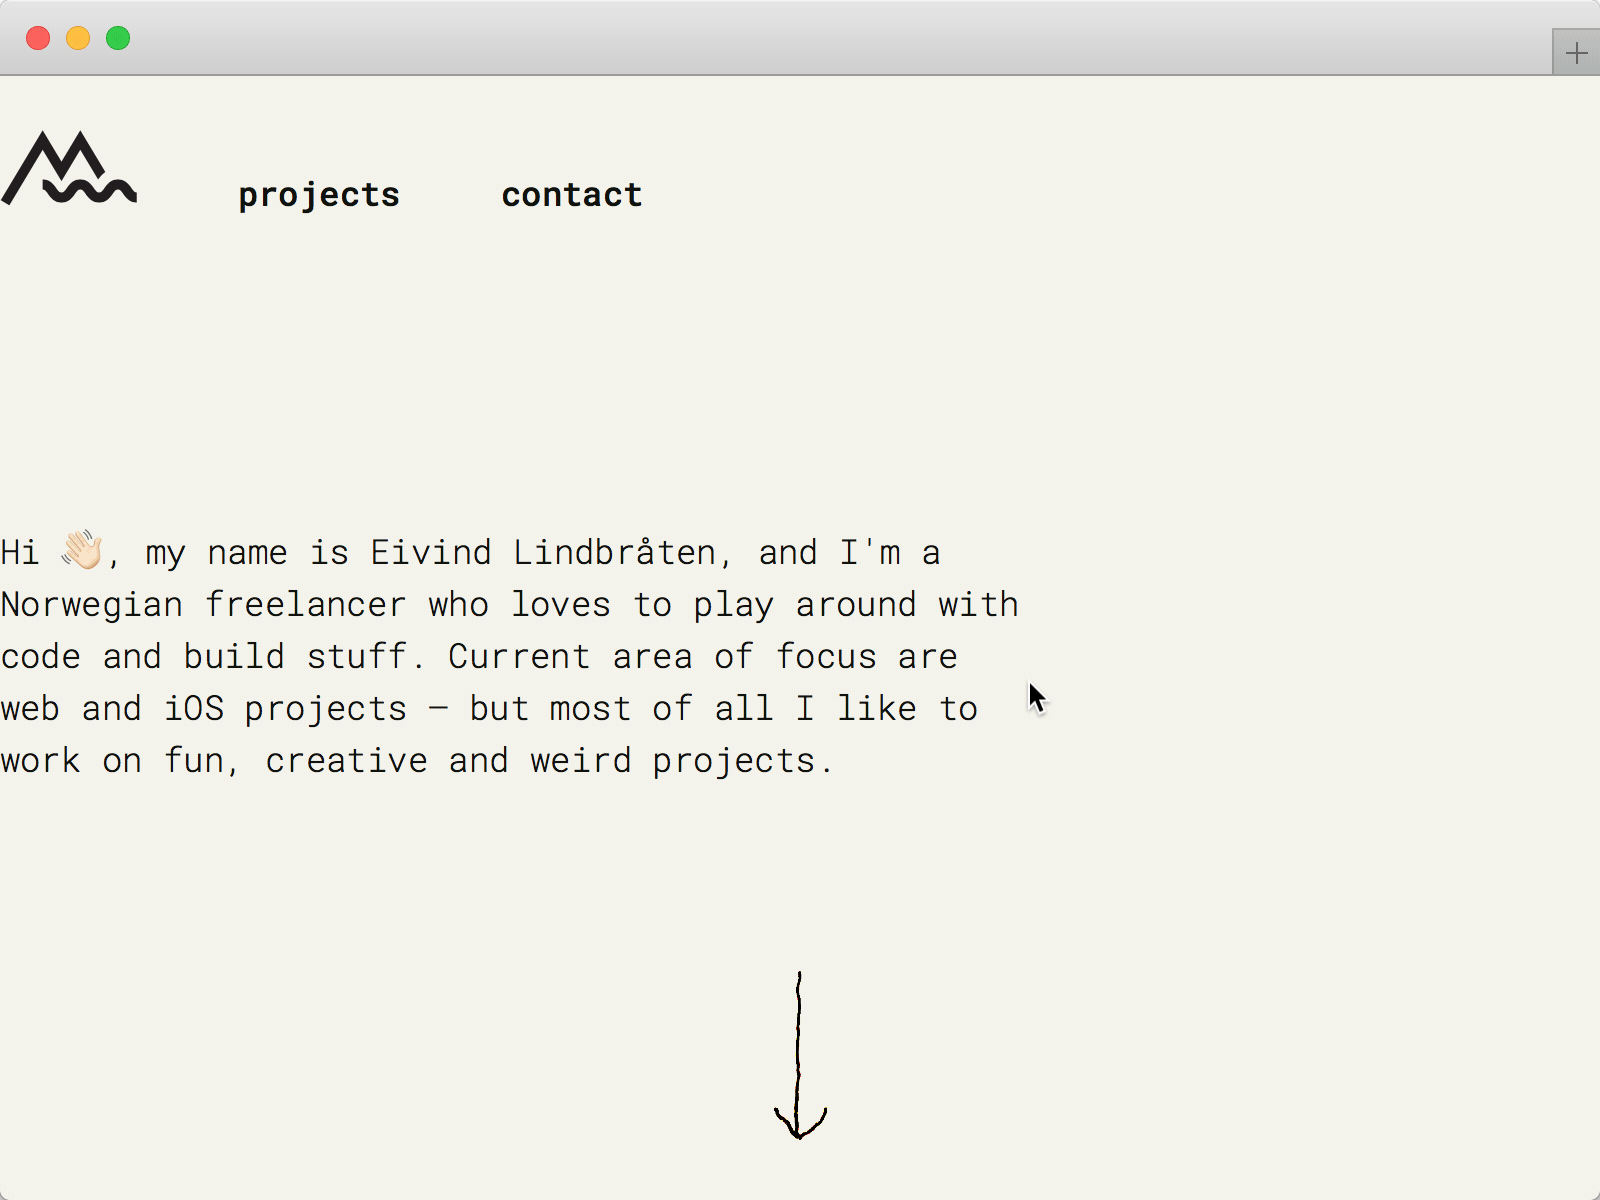 projects contact
Hi 👋🏻, my name is Eivind Lindbråten, and I'm a
Norwegian freelancer who loves to play around with
code and build stuff. Current area of focus are
web and iOS projects – but most of all I like to
work on fun, creative and weird projects.